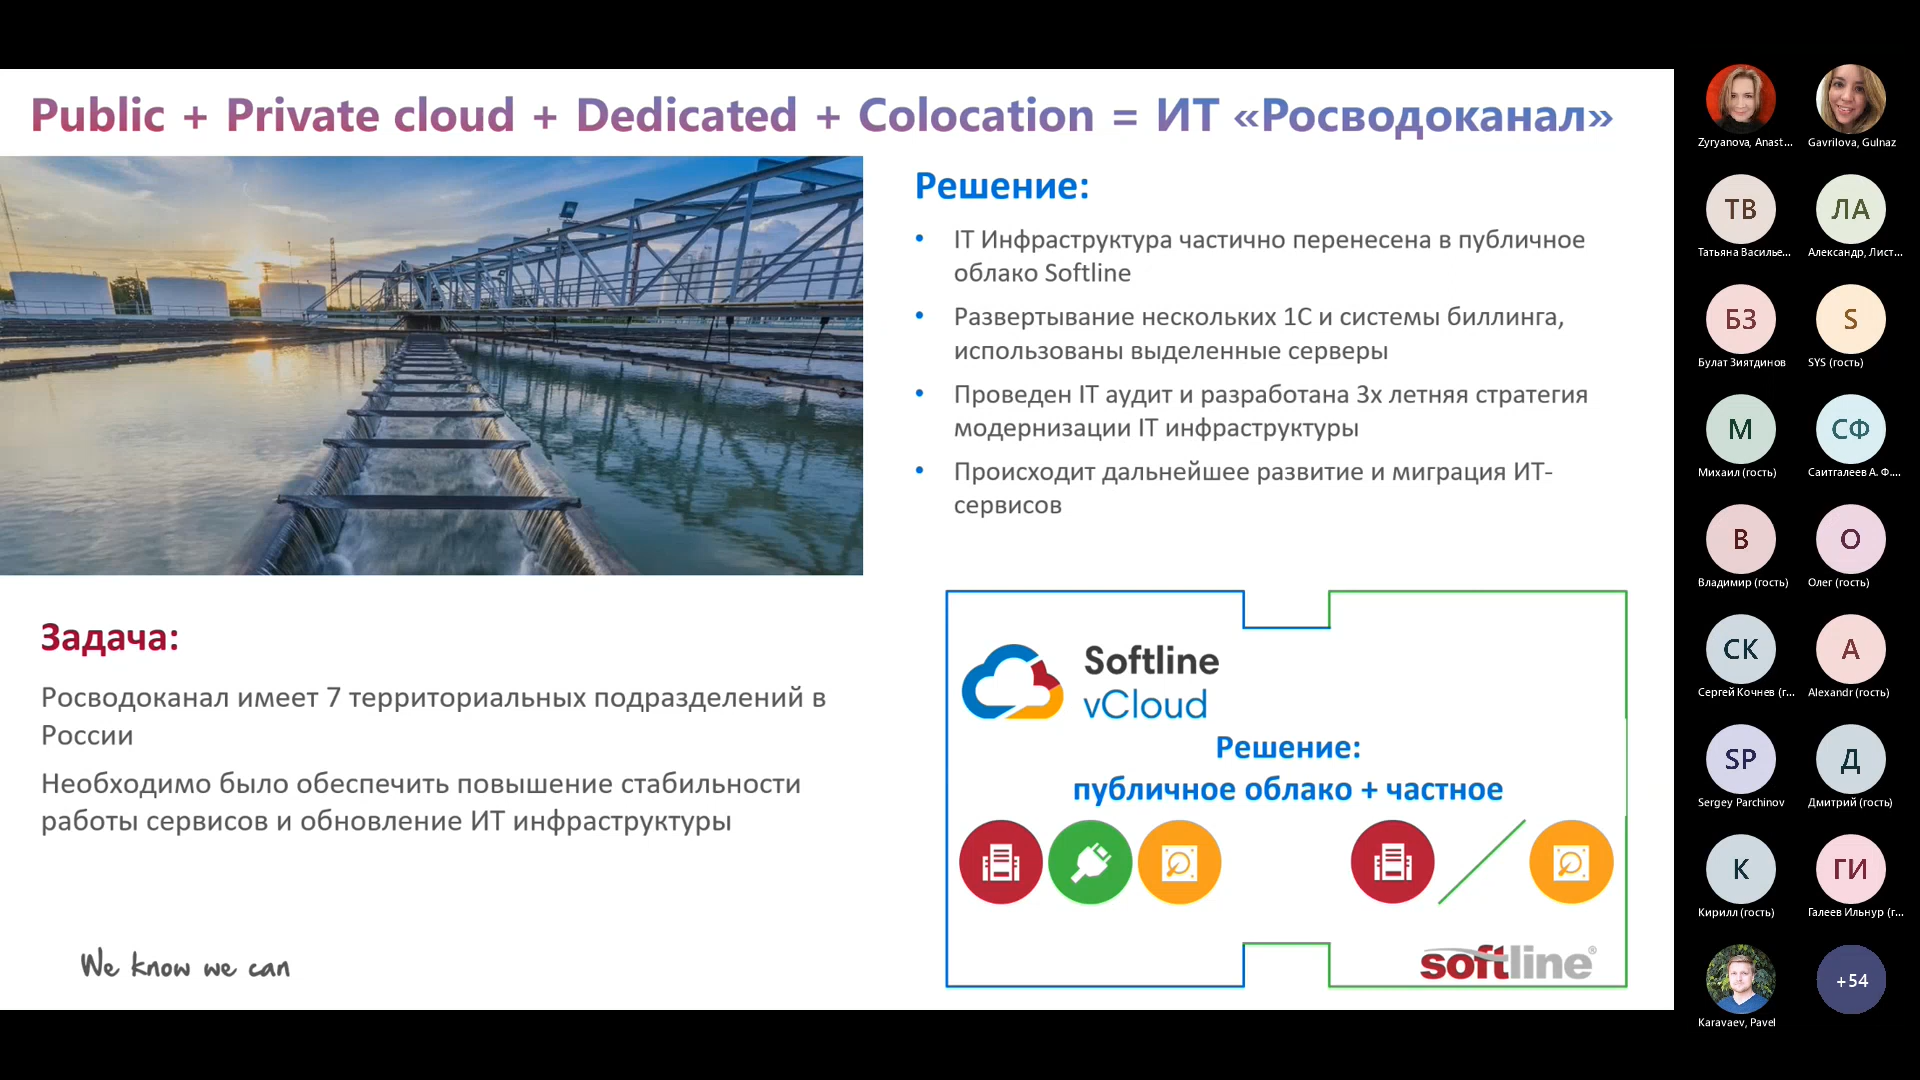 Public + Private cloud + Dedicated + Colocation = ИТ «Росводоканал»
Решение:
• IT Инфраструктура частично перенесена в публичное
облако Softline
• Развертывание нескольких 1С и системы биллинга,
использованы выделенные серверы
• Проведен IT аудит и разработана 3х летняя стратегия
модернизации IT инфраструктуры
• Происходит дальнейшее развитие и миграция ИТ-
сервисов
Задача:
Росводоканал имеет 7 территориальных подразделений в
России
Необходимо было обеспечить повышение стабильности
работы сервисов и обновление ИТ инфраструктуры
We know we can
Softline
vCloud
Решение:
публичное облако + частное
softline®
Zyryanova, Anast...
Gavrilova, Gulnaz
ТВ
ЛА
Татьяна Василье...
Александр, Лист...
БЗ
S
Булат Зиятдинов
SYS (гость)
М
СФ
Михаил (гость)
Саитгалеев А. Ф....
В
О
Владимир (гость)
Олег (гость)
СК
A
Сергей Кочнев (г...
Alexandr (гость)
SP
Д
Sergey Parchinov
Дмитрий (гость)
К
ГИ
Кирилл (гость)
Галеев Ильнур (г...
Karavaev, Pavel
+54